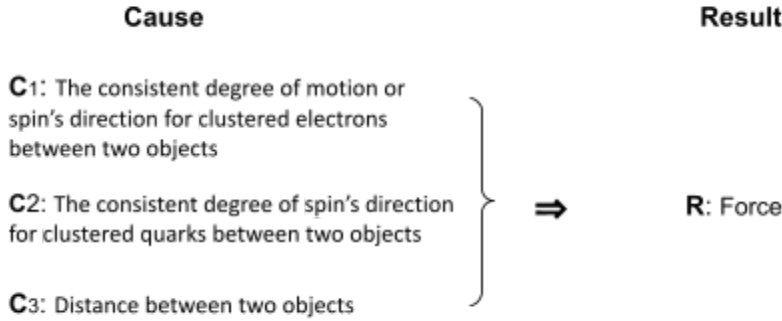 Cause
Result
C1: The consistent degree of motion or
spin's direction for clustered electrons
between two objects
C2: The consistent degree of spin's direction
for clustered quarks between two objects
⇒
R: Force
C3: Distance between two objects